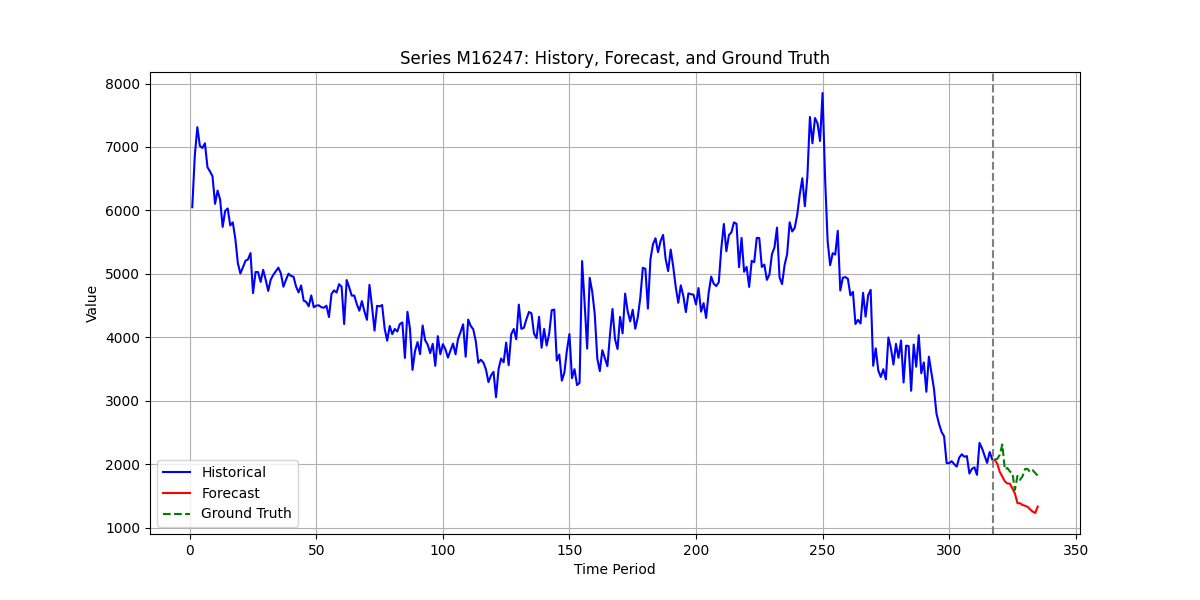 Series M16247: History, Forecast, and Ground Truth
8000
7000
6000
5000
4000
3000
2000
1000
Value
Historical
Forecast
Ground Truth
0 50 100 150 200 250 300 350
Time Period